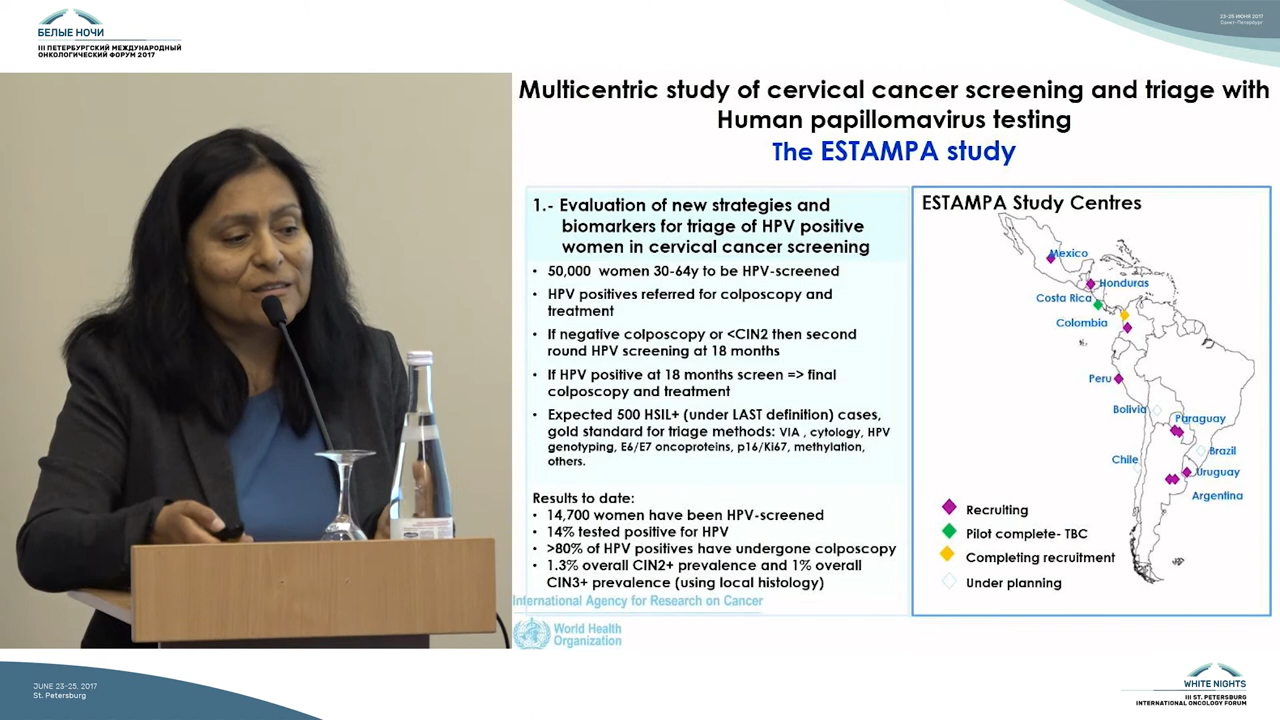 БЕЛЫЕ НОЧИ
III ПЕТЕРБУРГСКИЙ МЕЖДУНАРОДНЫЙ
ОНКОЛОГИЧЕСКИЙ ФОРУМ 2017
23-25 ИЮНЯ 2017
Санкт-Петербург
Multicentric study of cervical cancer screening and triage with
Human papillomavirus testing
The ESTAMPA study
1.- Evaluation of new strategies and
biomarkers for triage of HPV positive
women in cervical cancer screening
• 50,000 women 30-64y to be HPV-screened
• HPV positives referred for colposcopy and
treatment
• If negative colposcopy or <CIN2 then second
round HPV screening at 18 months
• If HPV positive at 18 months screen => final
colposcopy and treatment
• Expected 500 HSIL+ (under LAST definition) cases,
gold standard for triage methods: VIA , cytology, HPV
genotyping, E6/E7 oncoproteins, p16/Ki67, methylation,
others.
Results to date:
• 14,700 women have been HPV-screened
• 14% tested positive for HPV
• >80% of HPV positives have undergone colposcopy
• 1.3% overall CIN2+ prevalence and 1% overall
CIN3+ prevalence (using local histology)
International Agency for Research on Cancer
World Health
Organization
ESTAMPA Study Centres
Mexico
Honduras
Costa Rica
Colombia
Peru
Bolivia
Paraguay
Brazil
Chile
Uruguay
Argentina
Recruiting
Pilot complete- TBC
Completing recruitment
Under planning
JUNE 23-25, 2017
St. Petersburg
WHITE NIGHTS
III ST. PETERSBURG
INTERNATIONAL ONCOLOGY FORUM